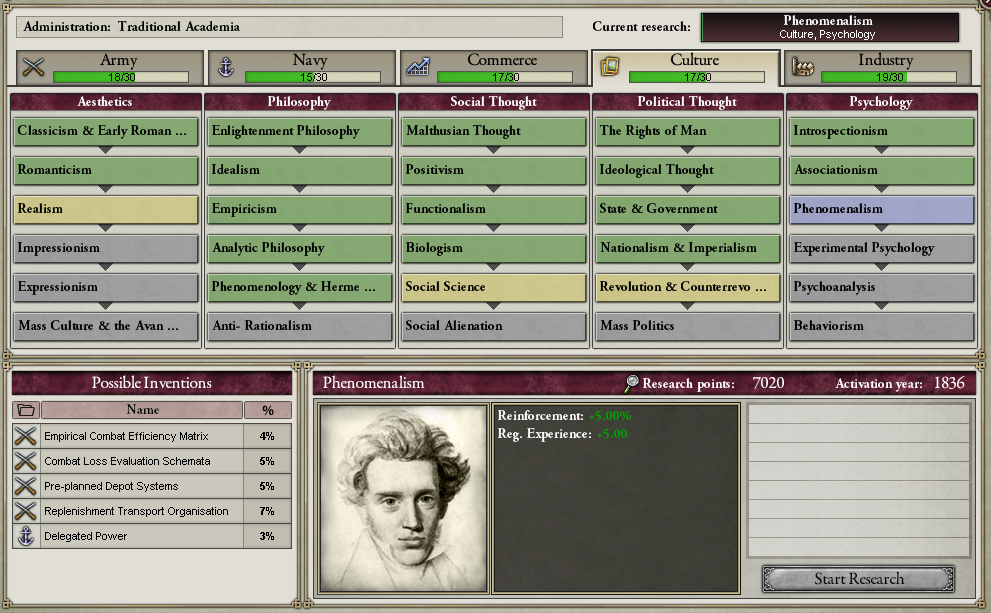 Administration: Traditional Academia
Current research:
Phenomenalism
Culture, Psychology
Army
18/30
Navy
15/30
Commerce
17/30
Culture
17/30
Industry
19/30
Aesthetics
Philosophy
Social Thought
Political Thought
Psychology
Classicism & Early Roman ...
Enlightenment Philosophy
Malthusian Thought
The Rights of Man
Introspectionism
Romanticism
Idealism
Positivism
Ideological Thought
Associationism
Realism
Empiricism
Functionalism
State & Government
Phenomenalism
Impressionism
Analytic Philosophy
Biologism
Nationalism & Imperialism
Experimental Psychology
Expressionism
Phenomenology & Herme ...
Social Science
Revolution & Counterrevo ...
Psychoanalysis
Mass Culture & the Avan ...
Anti- Rationalism
Social Alienation
Mass Politics
Behaviorism
Possible Inventions
Name %
Empirical Combat Efficiency Matrix 4%
Combat Loss Evaluation Schemata 5%
Pre-planned Depot Systems 5%
Replenishment Transport Organisation 7%
Delegated Power 3%
Phenomenalism
Research points: 7020
Activation year: 1836
Reinforcement: +5.00%
Reg. Experience: +5.00
Start Research